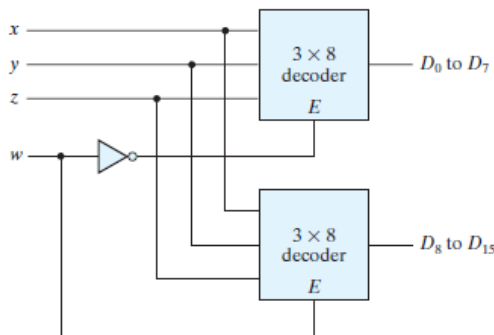 x
y
z
w
3 × 8
decoder
E
D₀ to D₇
3 × 8
decoder
E
D₈ to D₁₅